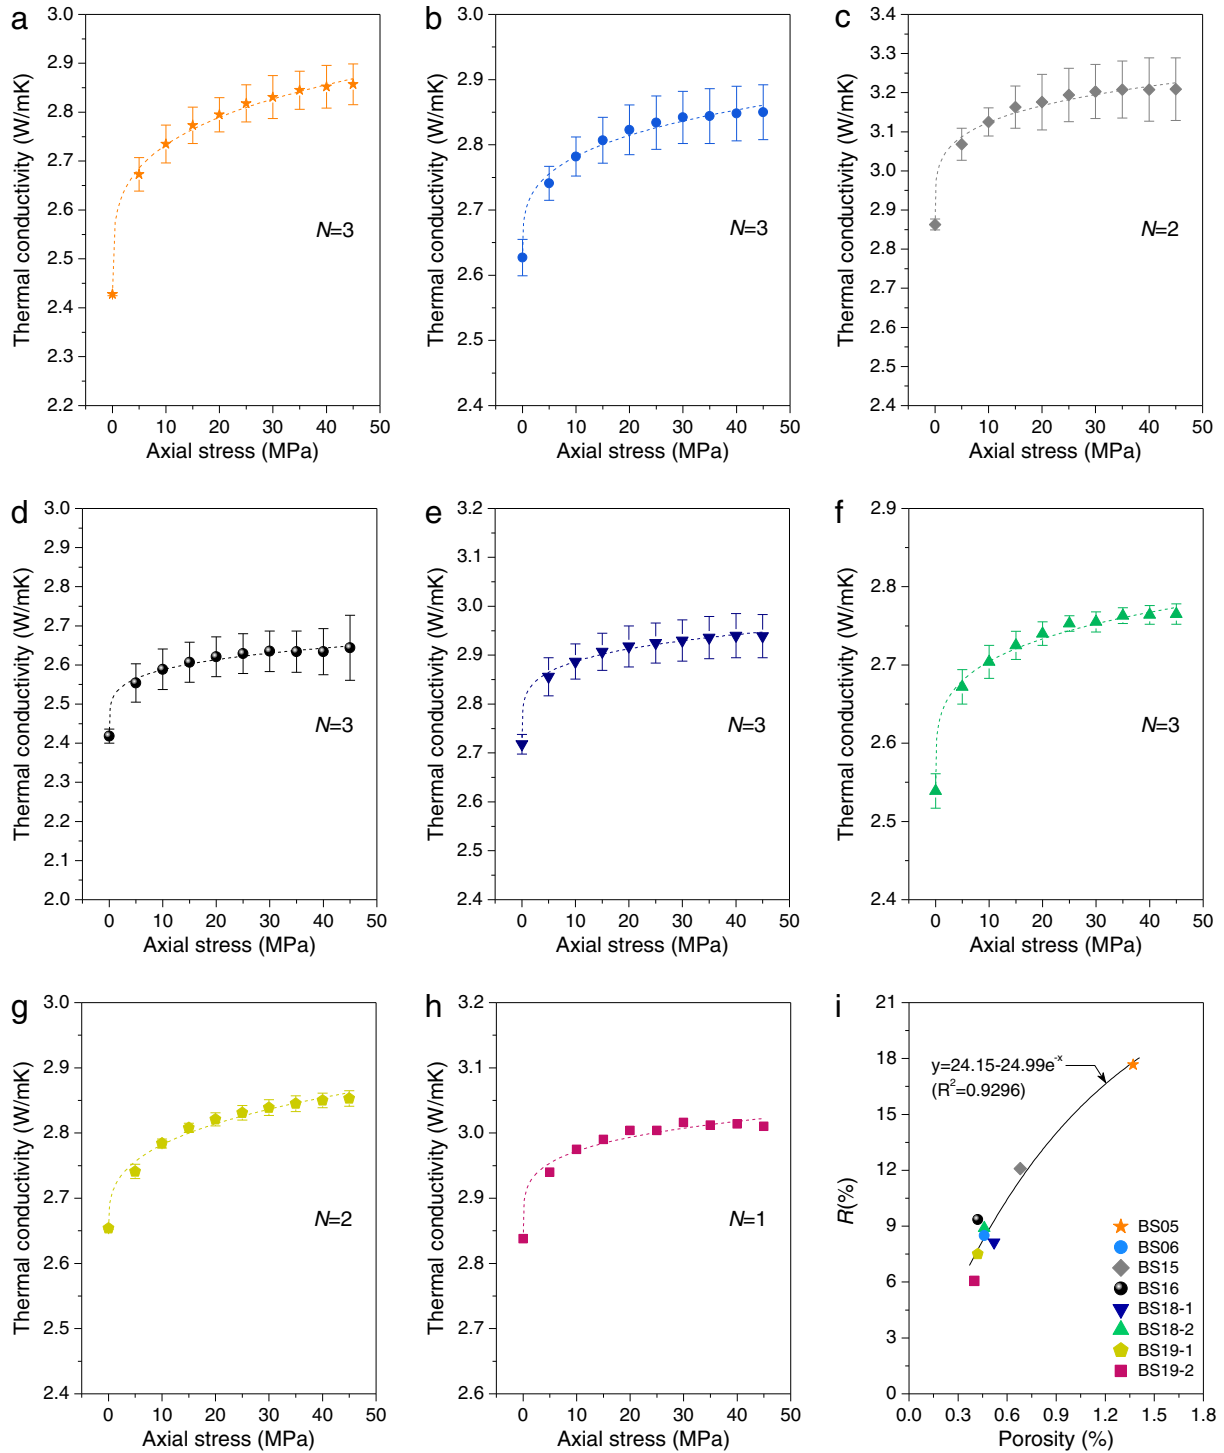 a
3.0
2.9
2.8
2.7
2.6
2.5
2.4
2.3
2.2
Thermal conductivity (W/mK)
N=3
0 10 20 30 40 50
Axial stress (MPa)
b
3.0
2.9
2.8
2.7
2.6
2.5
2.4
Thermal conductivity (W/mK)
N=3
0 10 20 30 40 50
Axial stress (MPa)
c
3.4
3.3
3.2
3.1
3.0
2.9
2.8
2.7
2.6
2.5
2.4
Thermal conductivity (W/mK)
N=2
0 10 20 30 40 50
Axial stress (MPa)
d
3.0
2.9
2.8
2.7
2.6
2.5
2.4
2.3
2.2
2.1
2.0
Thermal conductivity (W/mK)
N=3
0 10 20 30 40 50
Axial stress (MPa)
e
3.2
3.1
3.0
2.9
2.8
2.7
2.6
2.5
2.4
Thermal conductivity (W/mK)
N=3
0 10 20 30 40 50
Axial stress (MPa)
f
2.9
2.8
2.7
2.6
2.5
2.4
Thermal conductivity (W/mK)
N=3
0 10 20 30 40 50
Axial stress (MPa)
g
3.0
2.9
2.8
2.7
2.6
2.5
2.4
Thermal conductivity (W/mK)
N=2
0 10 20 30 40 50
Axial stress (MPa)
h
3.2
3.1
3.0
2.9
2.8
2.7
2.6
Thermal conductivity (W/mK)
N=1
0 10 20 30 40 50
Axial stress (MPa)
i
21
18
15
12
9
6
3
0
R(%)
y=24.15-24.99e⁻ˣ
(R²=0.9296)
BS05
BS06
BS15
BS16
BS18-1
BS18-2
BS19-1
BS19-2
0.0 0.3 0.6 0.9 1.2 1.5 1.8
Porosity (%)